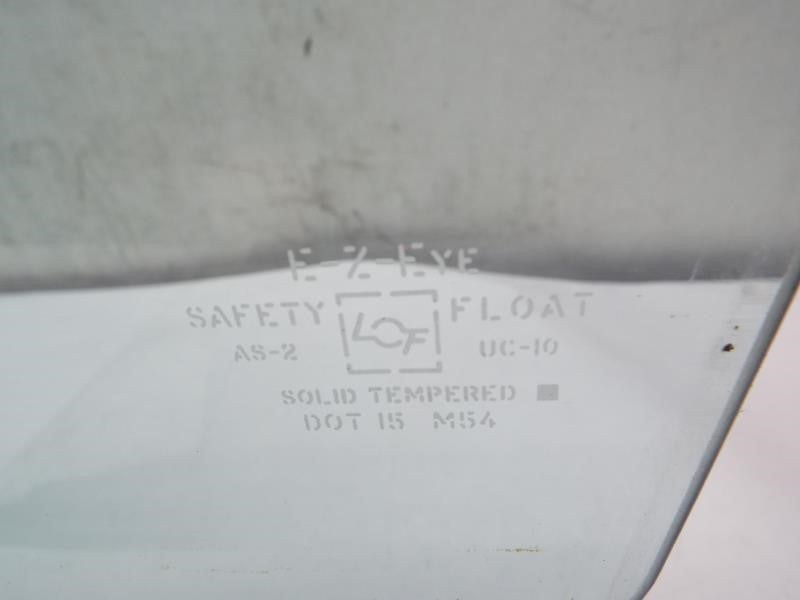 E-Z-EYE
SAFETY LOF FLOAT
AS-2 UC-10
SOLID TEMPERED
DOT 15 M54